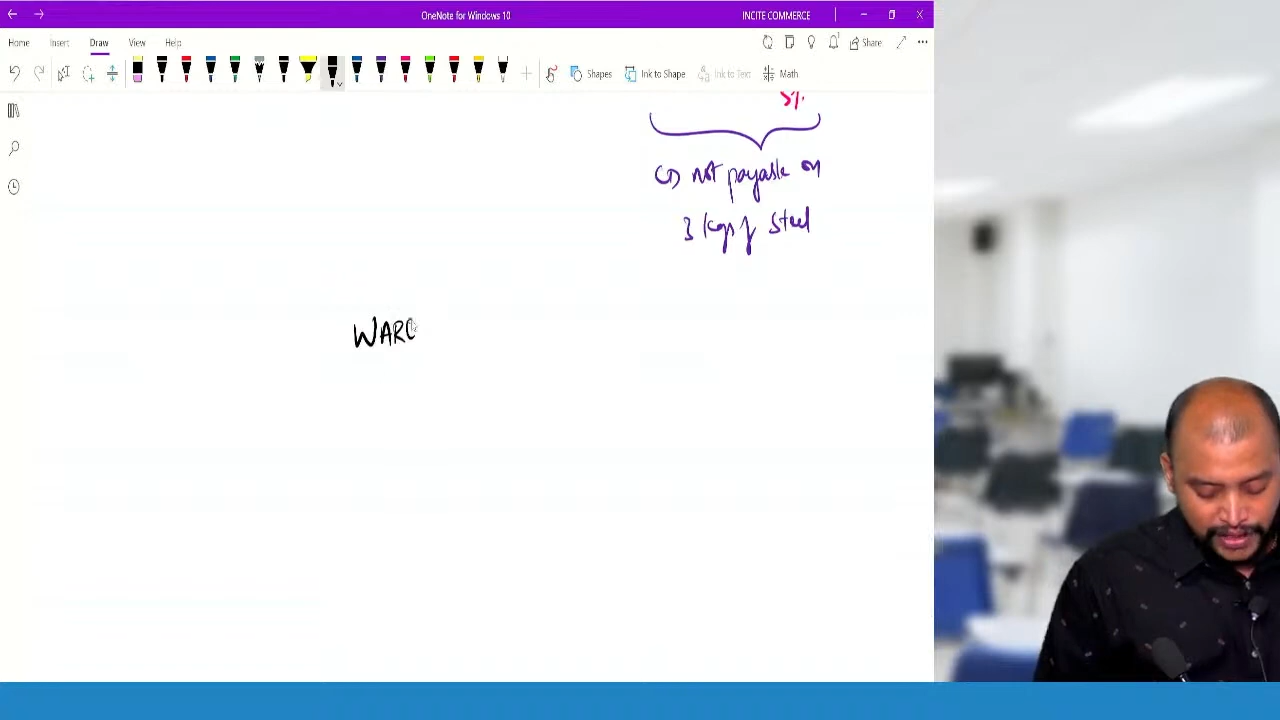 OneNote for Windows 10
INCITE COMMERCE
Home
Insert
Draw
View
Help
Share
Shapes
Ink to Shape
Ink to Text
Math
5%
CD not payable on
3 kgs of Steel
WARE